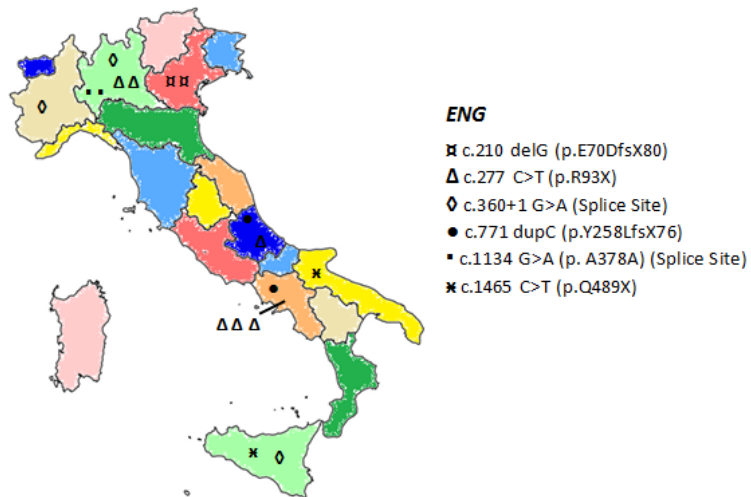 ENG
¤ c.210 delG (p.E70DfsX80)
Δ c.277 C>T (p.R93X)
◊ c.360+1 G>A (Splice Site)
● c.771 dupC (p.Y258LfsX76)
▪ c.1134 G>A (p. A378A) (Splice Site)
ж c.1465 C>T (p.Q489X)